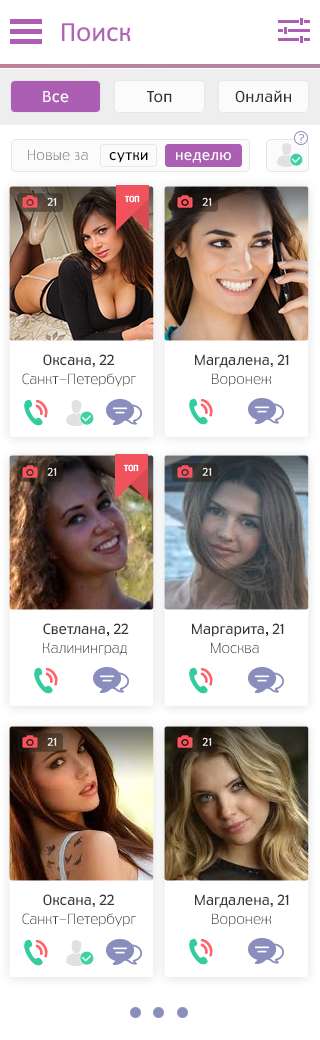 Поиск
Все Топ Онлайн
Новые за сутки неделю ?
21 ТОП 21
Оксана, 22 Магдалена, 21
Санкт-Петербург Воронеж
21 ТОП 21
Светлана, 22 Маргарита, 21
Калининград Москва
21 21
Оксана, 22 Магдалена, 21
Санкт-Петербург Воронеж